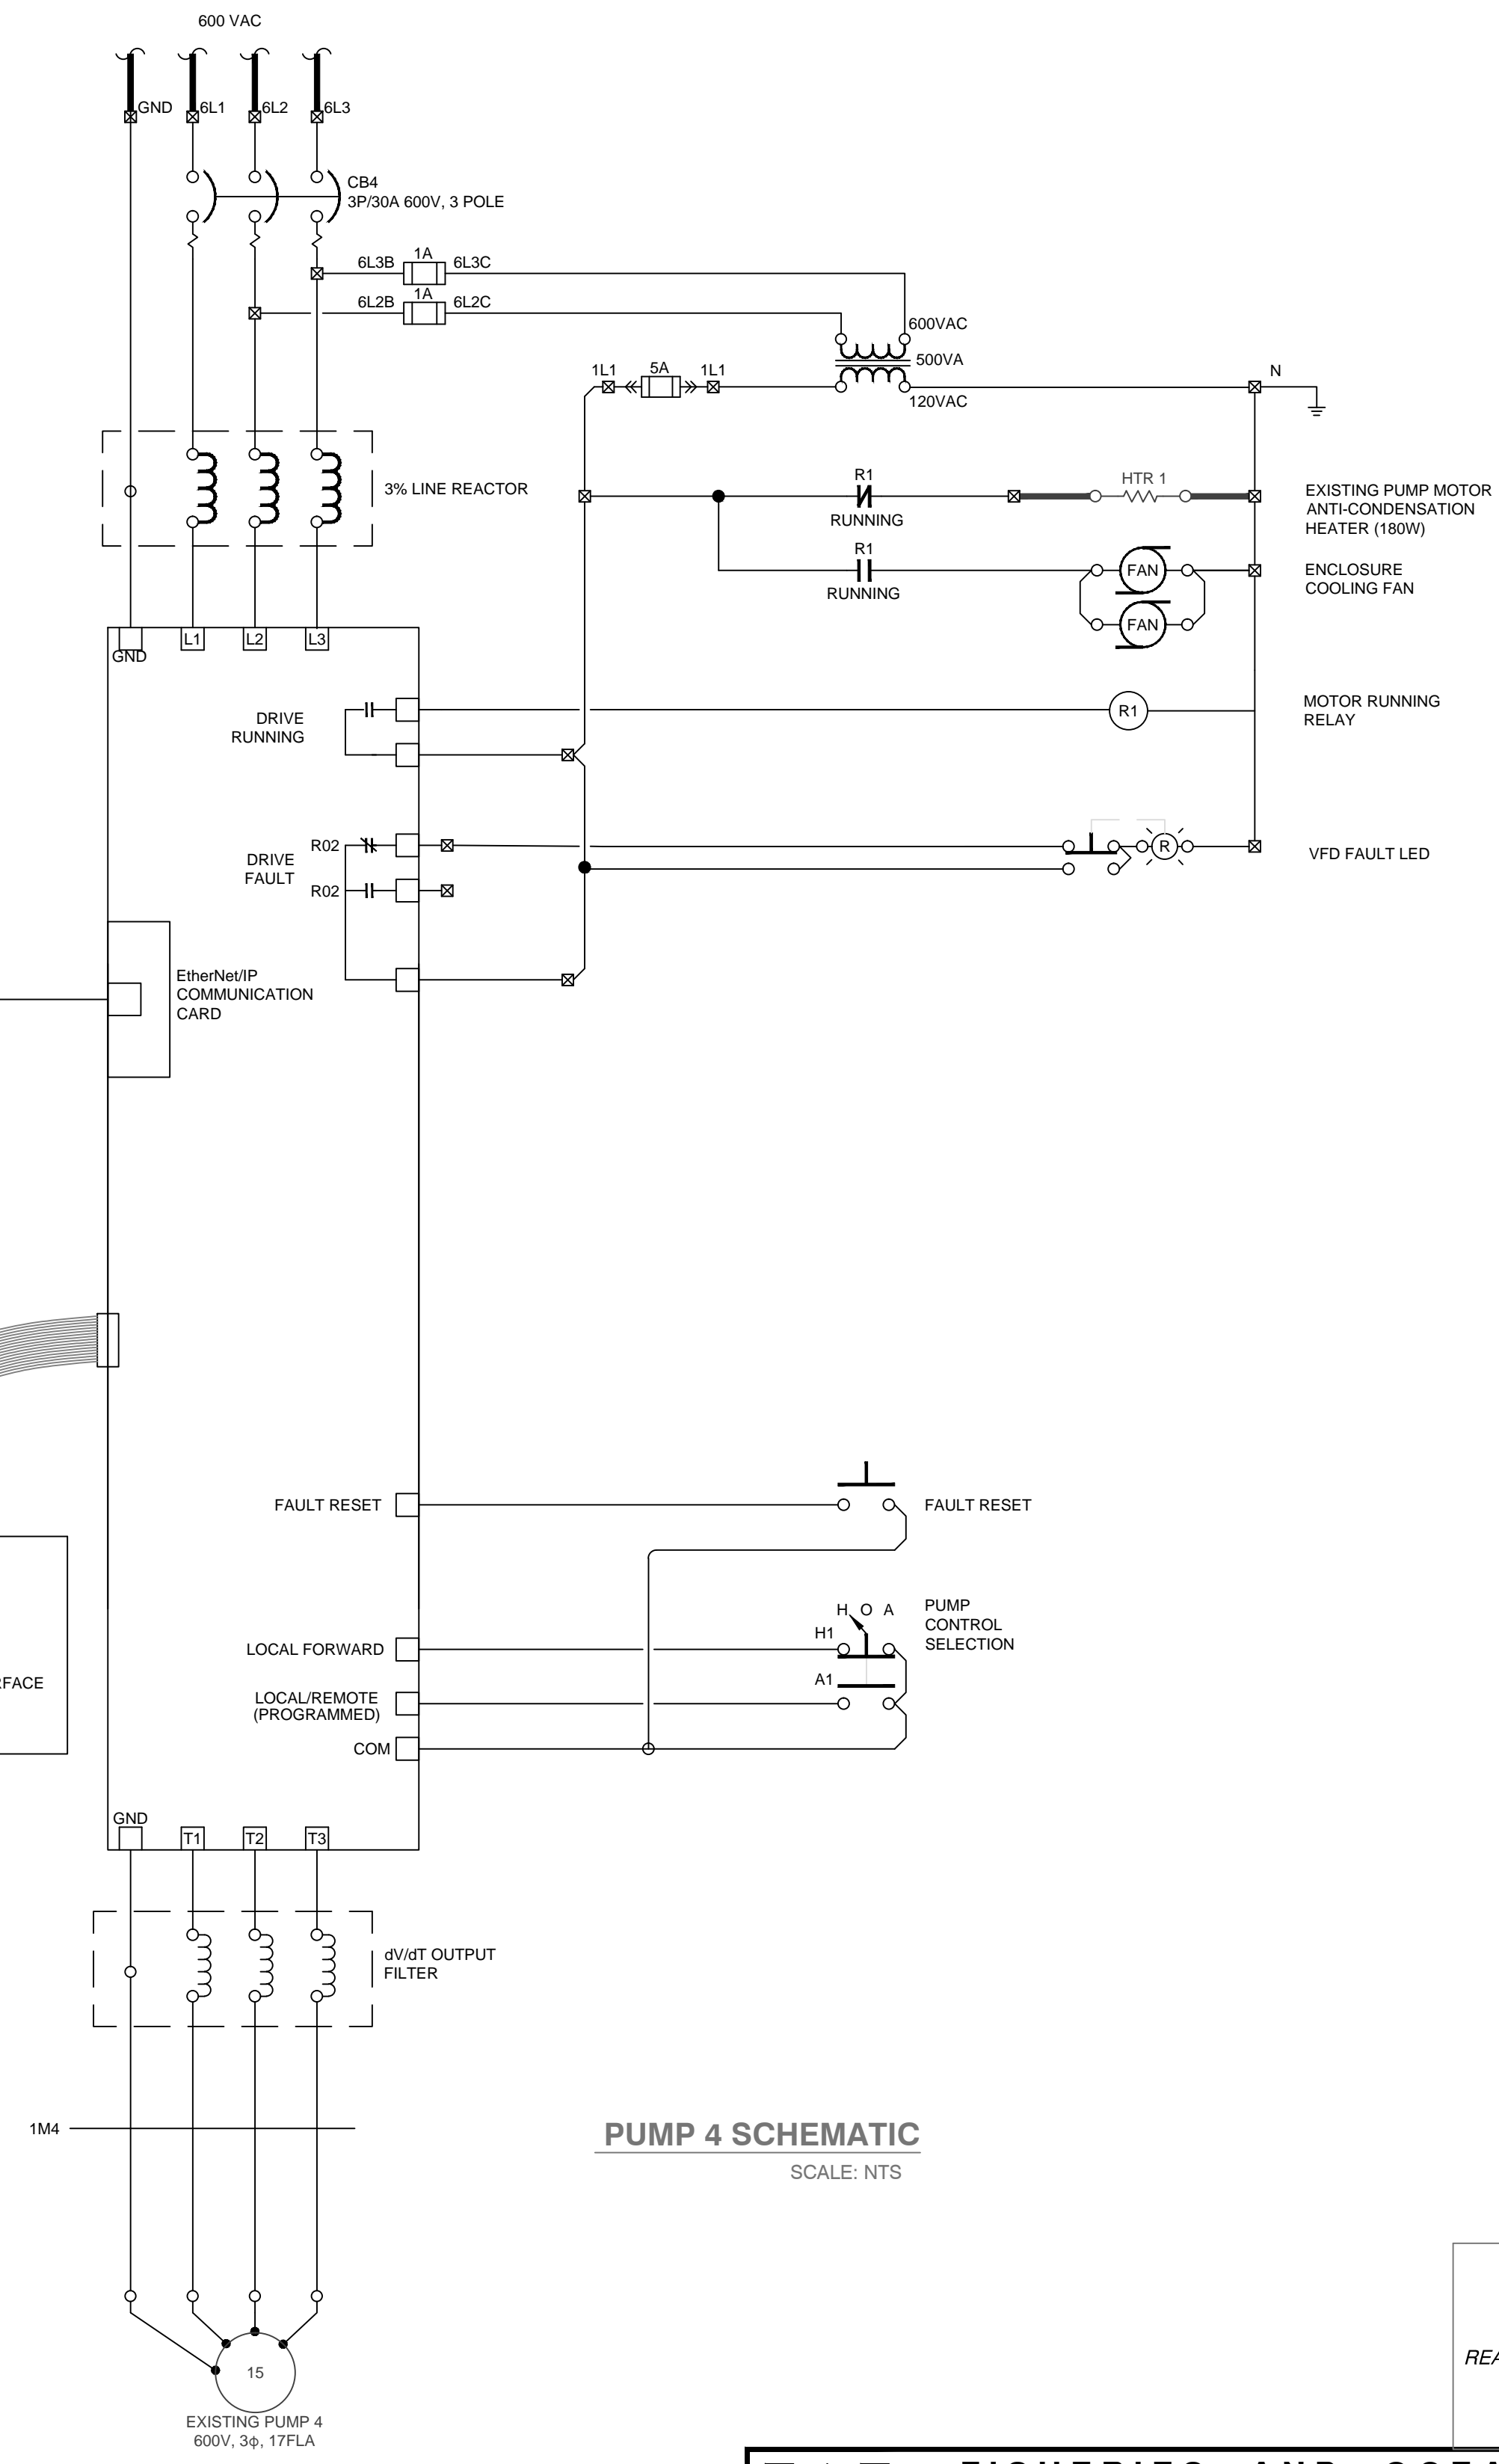 600 VAC
GND
6L1
6L2
6L3
CB4
3P/30A 600V, 3 POLE
6L3B
1A
6L3C
6L2B
1A
6L2C
600VAC
500VA
120VAC
1L1
5A
1L1
N
3% LINE REACTOR
R1
RUNNING
HTR 1
EXISTING PUMP MOTOR
ANTI-CONDENSATION
HEATER (180W)
R1
RUNNING
FAN
FAN
ENCLOSURE
COOLING FAN
GND
L1
L2
L3
DRIVE
RUNNING
R1
MOTOR RUNNING
RELAY
DRIVE
FAULT
R02
R02
R
VFD FAULT LED
EtherNet/IP
COMMUNICATION
CARD
FAULT RESET
FAULT RESET
H O A
PUMP
CONTROL
SELECTION
H1
LOCAL FORWARD
A1
LOCAL/REMOTE
(PROGRAMMED)
COM
RFACE
GND
T1
T2
T3
dV/dT OUTPUT
FILTER
1M4
PUMP 4 SCHEMATIC
SCALE: NTS
15
EXISTING PUMP 4
600V, 3ϕ, 17FLA
REA